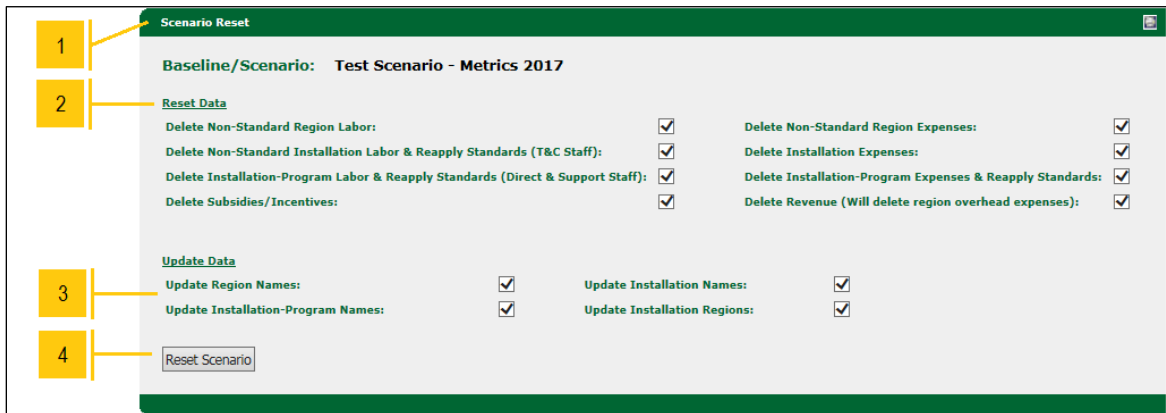 1
Scenario Reset
Baseline/Scenario: Test Scenario - Metrics 2017
2
Reset Data
Delete Non-Standard Region Labor: Delete Non-Standard Region Expenses:
Delete Non-Standard Installation Labor & Reapply Standards (T&C Staff): Delete Installation Expenses:
Delete Installation-Program Labor & Reapply Standards (Direct & Support Staff): Delete Installation-Program Expenses & Reapply Standards:
Delete Subsidies/Incentives: Delete Revenue (Will delete region overhead expenses):
Update Data
3
Update Region Names: Update Installation Names:
Update Installation-Program Names: Update Installation Regions:
4
Reset Scenario